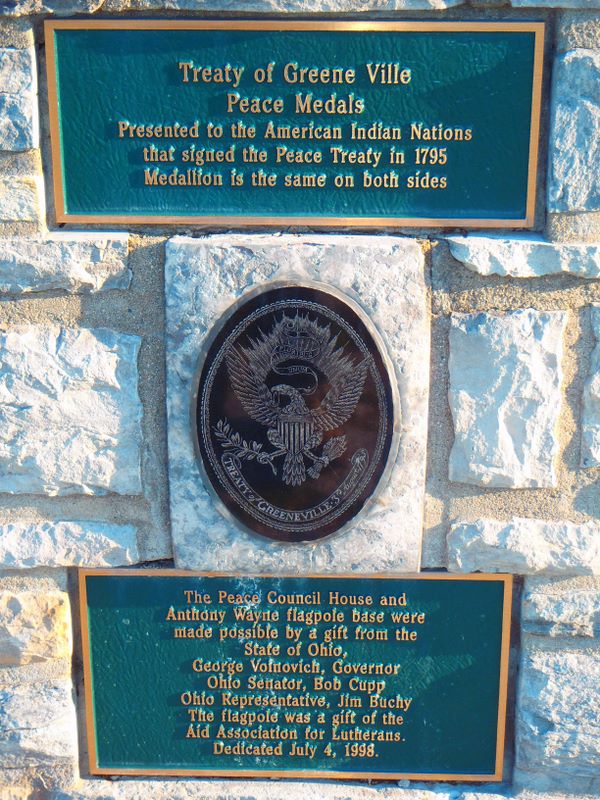 Treaty of Greene Ville
Peace Medals
Presented to the American Indian Nations
that signed the Peace Treaty in 1795
Medallion is the same on both sides
UNUM
TREATY of GREENEVILLE 3d
The Peace Council House and
Anthony Wayne flagpole base were
made possible by a gift from the
State of Ohio,
George Voinovich, Governor
Ohio Senator, Bob Cupp
Ohio Representative, Jim Buchy
The flagpole was a gift of the
Aid Association for Lutherans.
Dedicated July 4, 1998.